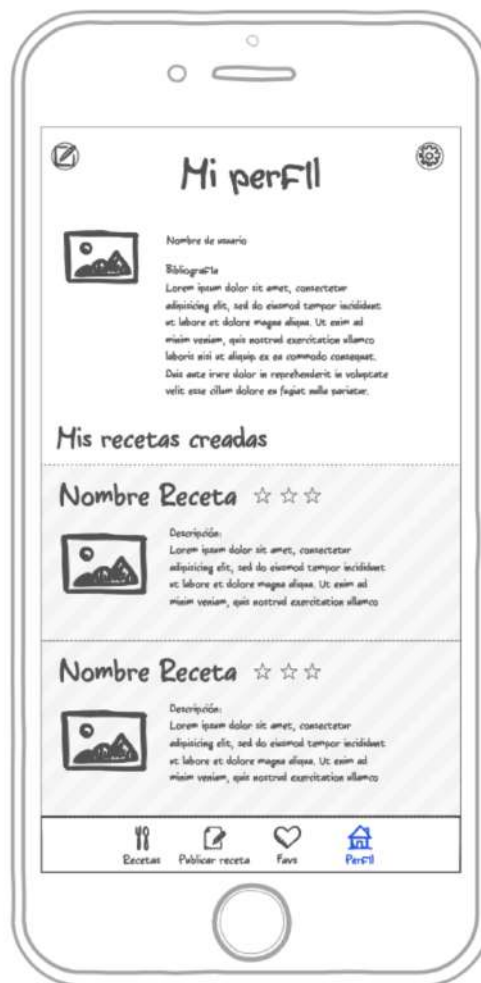 Mi perfil
Nombre de usuario
Bibliografía
Lorem ipsum dolor sit amet, consectetur
adipisicing elit, sed do eiusmod tempor incididunt
ut labore et dolore magna aliqua. Ut enim ad
minim veniam, quis nostrud exercitation ullamco
laboris nisi ut aliquip ex ea commodo consequat.
Duis aute irure dolor in reprehenderit in voluptate
velit esse cillum dolore eu fugiat nulla pariatur.
Mis recetas creadas
Nombre Receta ☆ ☆ ☆
Descripción:
Lorem ipsum dolor sit amet, consectetur
adipisicing elit, sed do eiusmod tempor incididunt
ut labore et dolore magna aliqua. Ut enim ad
minim veniam, quis nostrud exercitation ullamco
Nombre Receta ☆ ☆ ☆
Descripción:
Lorem ipsum dolor sit amet, consectetur
adipisicing elit, sed do eiusmod tempor incididunt
ut labore et dolore magna aliqua. Ut enim ad
minim veniam, quis nostrud exercitation ullamco
Recetas Publicar receta Favs Perfil